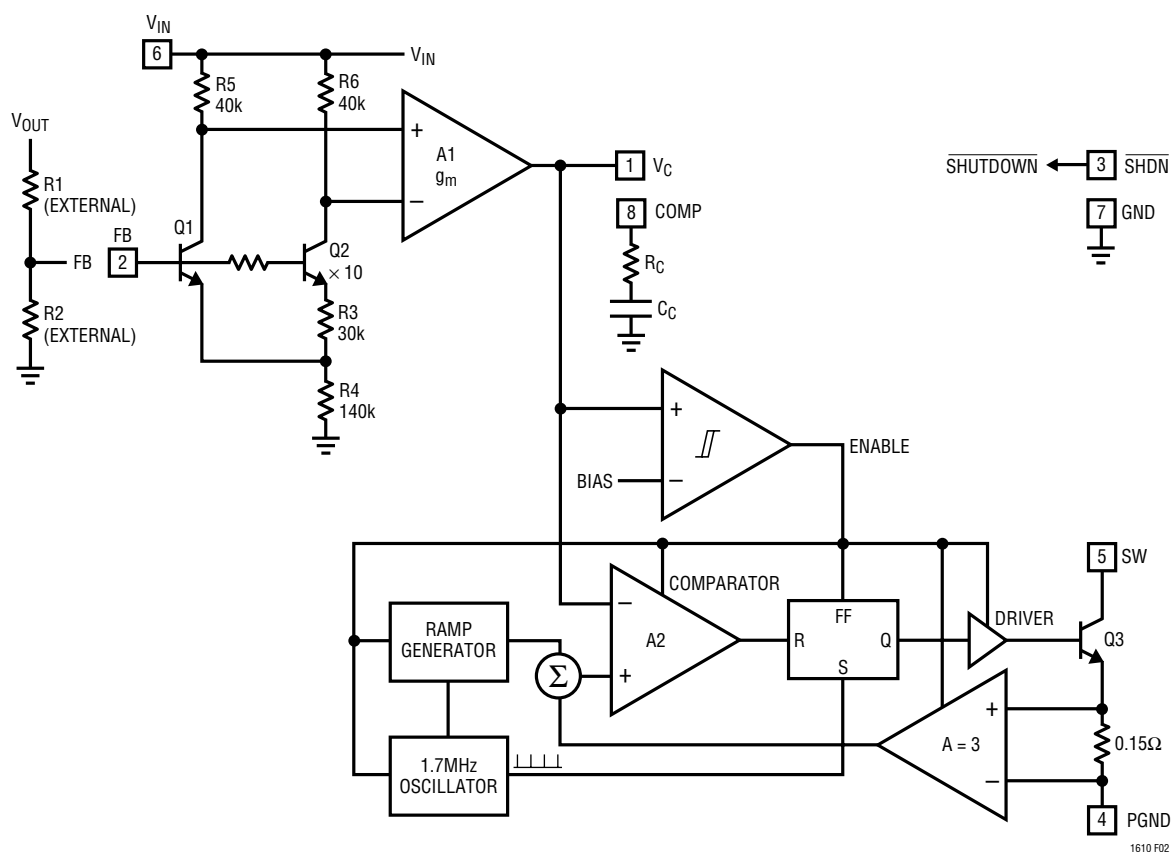 VIN
6
VIN
R5
40k
R6
40k
VOUT
A1
gm
+
−
1
VC
SHUTDOWN
3
SHDN
R1
(EXTERNAL)
8
COMP
7
GND
FB
FB
2
Q1
Q2
× 10
RC
R2
(EXTERNAL)
R3
30k
CC
R4
140k
+
−
BIAS
ENABLE
5
SW
COMPARATOR
DRIVER
RAMP
GENERATOR
−
A2
+
Σ
FF
R
Q
S
Q3
1.7MHz
OSCILLATOR
A = 3
+
−
0.15Ω
4
PGND
1610 F02